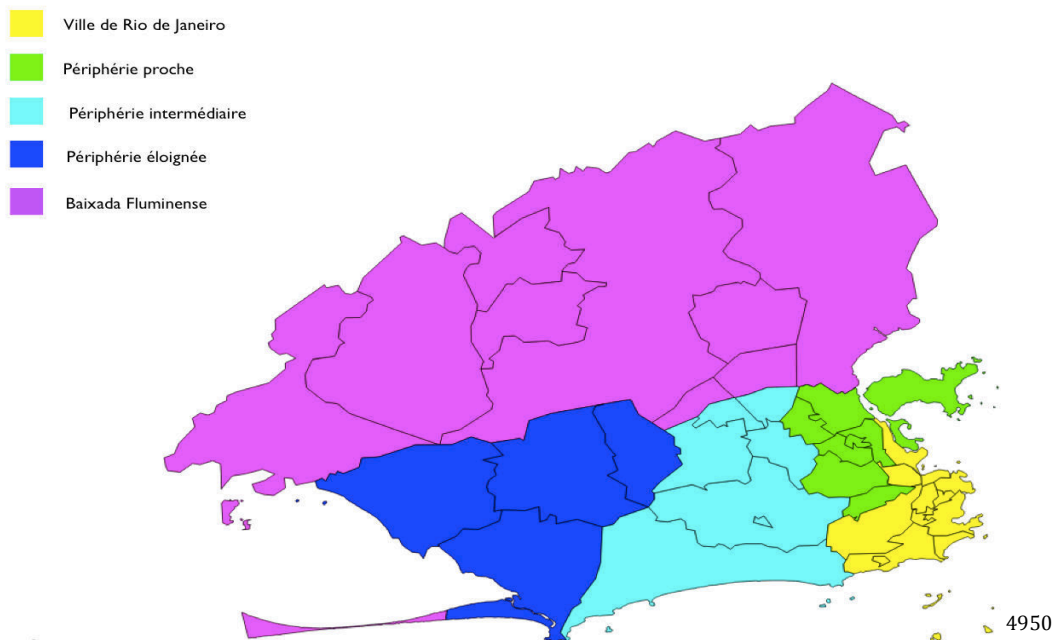 Ville de Rio de Janeiro
Périphérie proche
Périphérie intermédiaire
Périphérie éloignée
Baixada Fluminense
4950